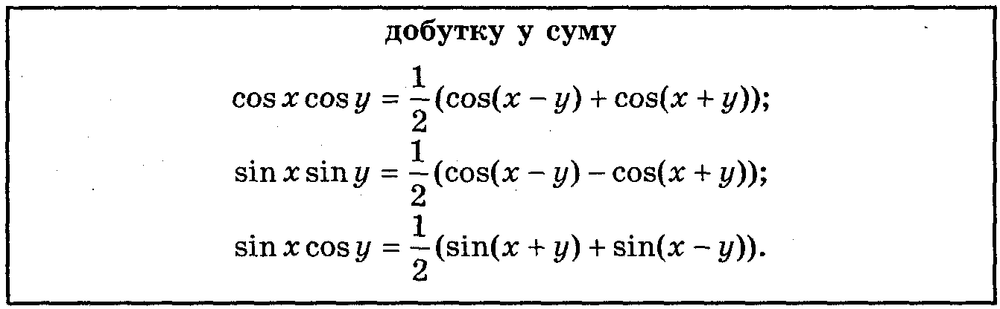 добутку у суму
cos x cos y = 1/2 (cos(x − y) + cos(x + y));
sin x sin y = 1/2 (cos(x − y) − cos(x + y));
sin x cos y = 1/2 (sin(x + y) + sin(x − y)).